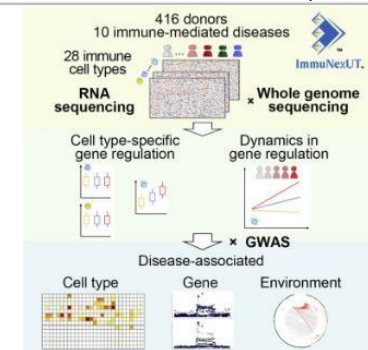 416 donors
10 immune-mediated diseases
28 immune
cell types
ImmuNexUT
TM
RNA
sequencing
×
Whole genome
sequencing
Cell type-specific
gene regulation
Dynamics in
gene regulation
× GWAS
Disease-associated
Cell type
Gene
Environment